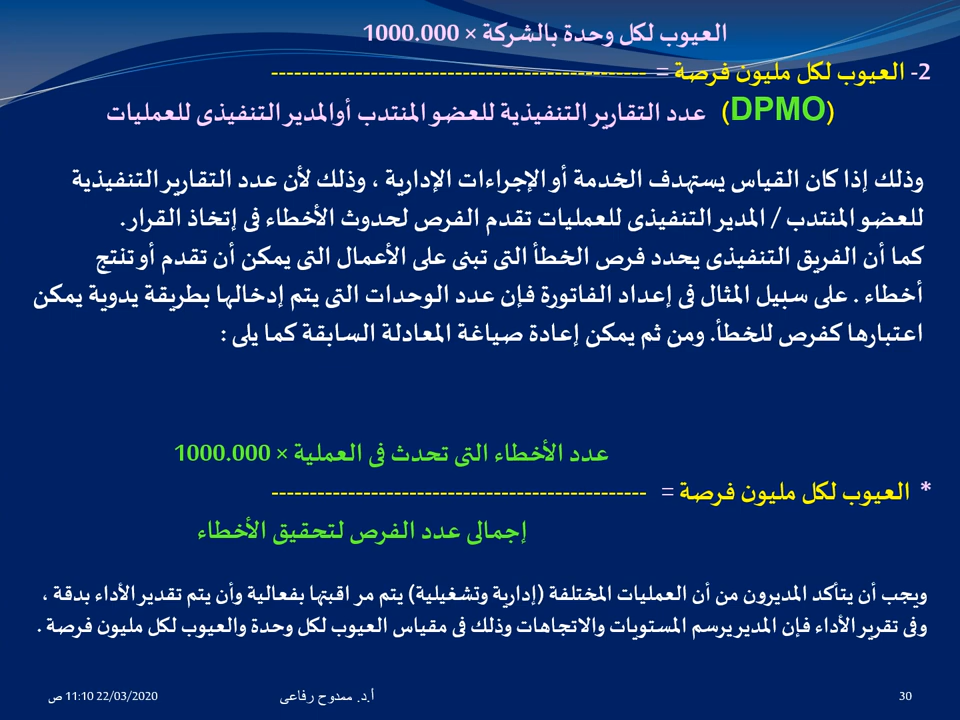 العيوب لكل وحدة بالشركة × 1000.000
2- العيوب لكل مليون فرصة = -------------------------------------------------
(DPMO) عدد التقارير التنفيذية للعضو المنتدب أوالمدير التنفيذى للعمليات
وذلك إذا كان القياس يستهدف الخدمة أو الإجراءات الإدارية ، وذلك لأن عدد التقارير التنفيذية
للعضو المنتدب / المدير التنفيذى للعمليات تقدم الفرص لحدوث الأخطاء فى إتخاذ القرار.
كما أن الفريق التنفيذى يحدد فرص الخطأ التى تبنى على الأعمال التى يمكن أن تقدم أو تنتج
أخطاء . على سبيل المثال فى إعداد الفاتورة فإن عدد الوحدات التى يتم إدخالها بطريقة يدوية يمكن
اعتبارها كفرص للخطأ. ومن ثم يمكن إعادة صياغة المعادلة السابقة كما يلى :
عدد الأخطاء التى تحدث فى العملية × 1000.000
* العيوب لكل مليون فرصة = -------------------------------------------------
إجمالى عدد الفرص لتحقيق الأخطاء
ويجب أن يتأكد المديرون من أن العمليات المختلفة (إدارية وتشغيلية) يتم مراقبتها بفعالية وأن يتم تقدير الأداء بدقة ،
وفى تقرير الأداء فإن المدير يرسم المستويات والاتجاهات وذلك فى مقياس العيوب لكل وحدة والعيوب لكل مليون فرصة .
30 أ.د. ممدوح رفاعى 22/03/2020 11:10 ص